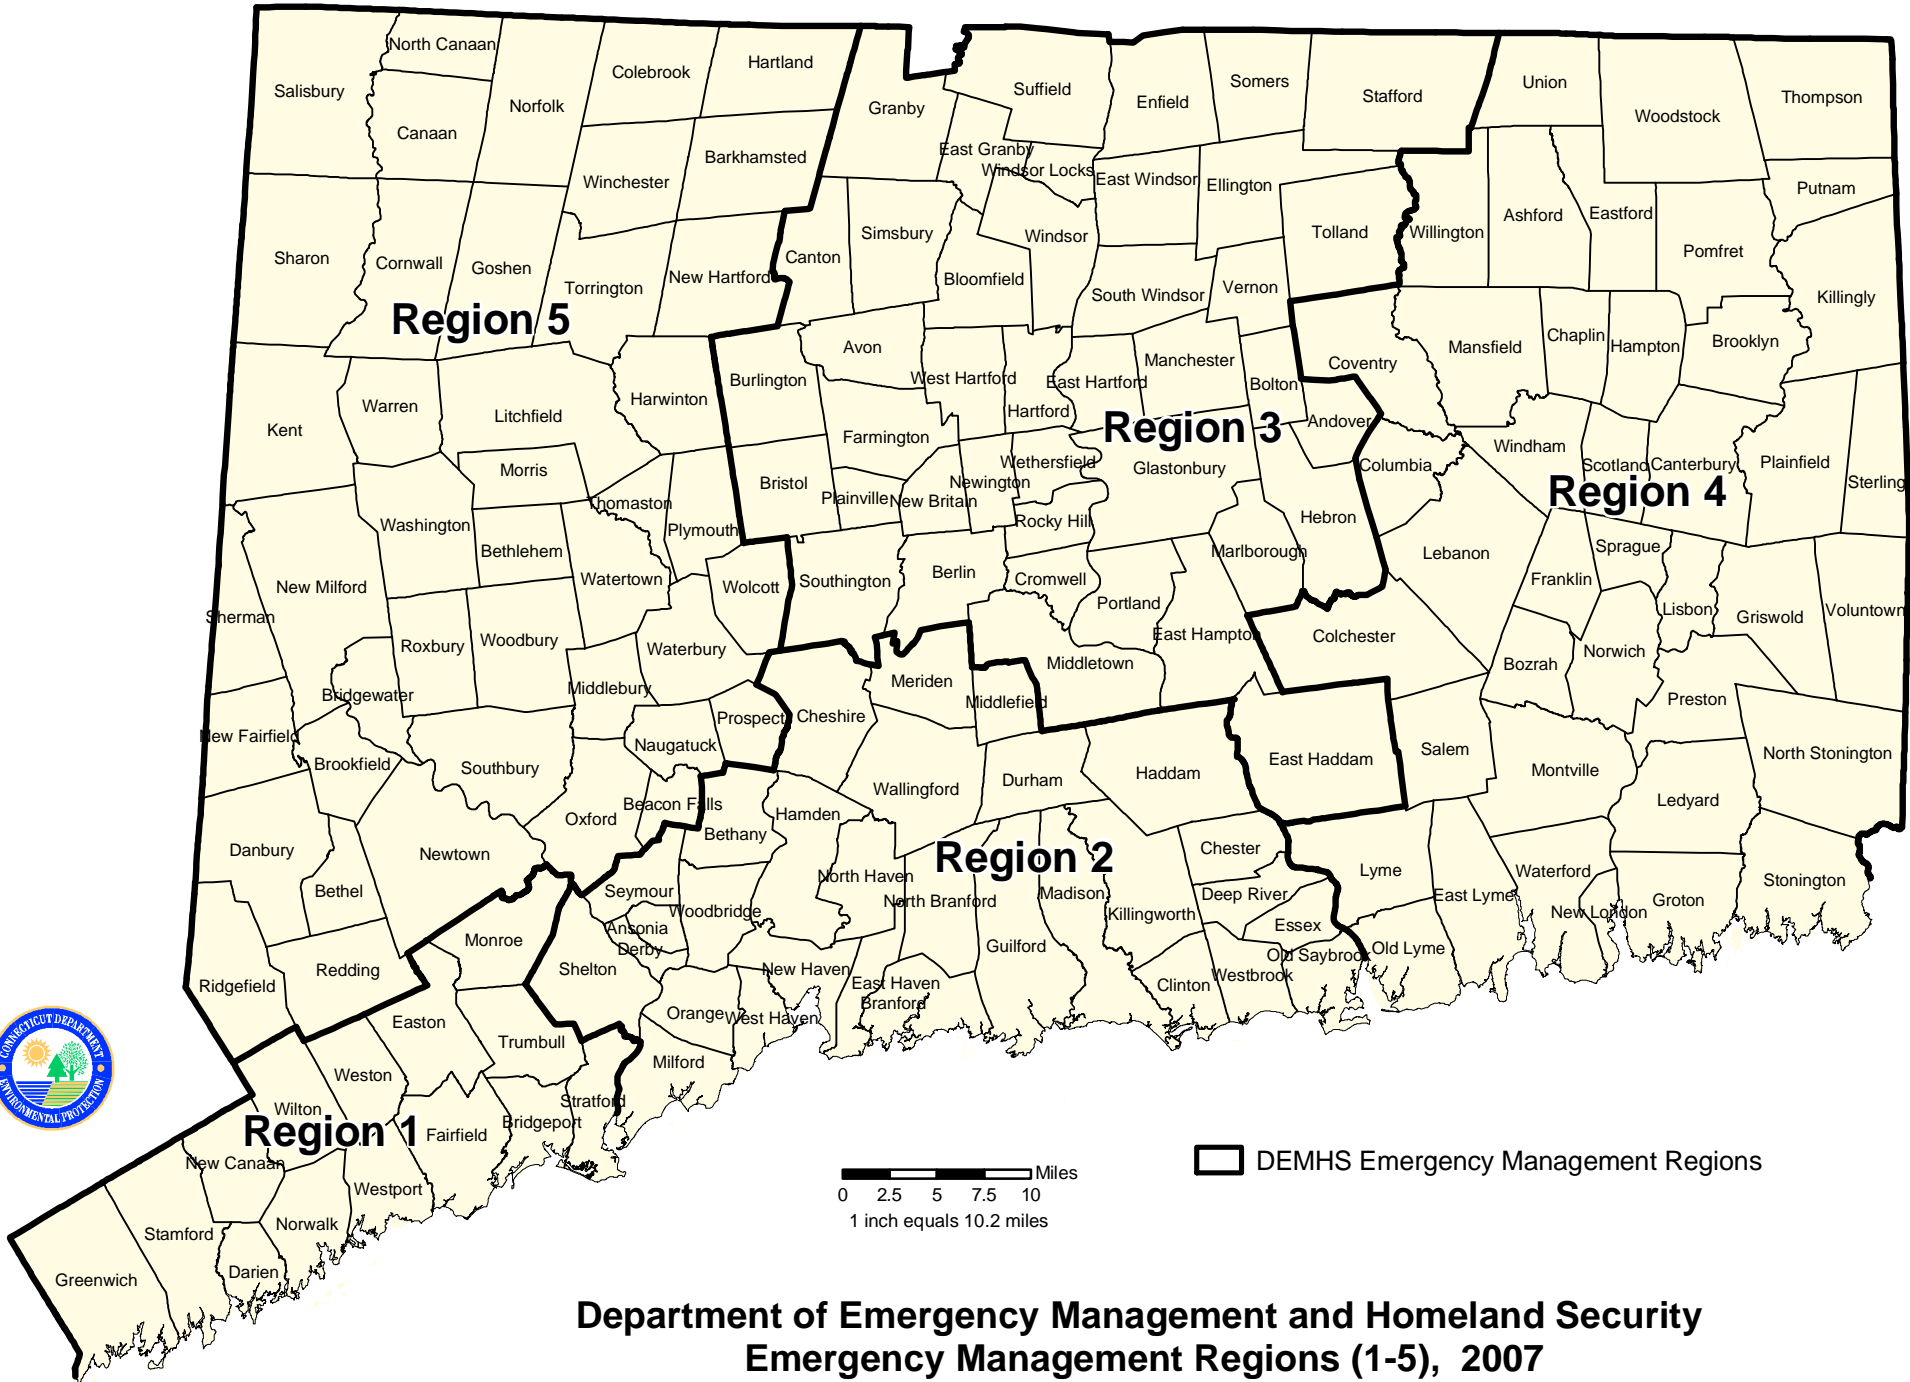 North Canaan
Colebrook
Hartland
Salisbury
Norfolk
Canaan
Granby
Suffield
Enfield
Somers
Stafford
Union
Woodstock
Thompson
Barkhamsted
Winchester
East Granby
Windsor Locks
East Windsor
Ellington
Putnam
Ashford
Eastford
Sharon
Cornwall
Goshen
Torrington
New Hartford
Canton
Simsbury
Windsor
Bloomfield
South Windsor
Vernon
Tolland
Willington
Pomfret
Killingly
Region 5
Avon
Burlington
West Hartford
Hartford
East Hartford
Manchester
Bolton
Coventry
Mansfield
Chaplin
Hampton
Brooklyn
Kent
Warren
Litchfield
Harwinton
Farmington
Region 3
Andover
Windham
Morris
Bristol
Plainville
New Britain
Newington
Wethersfield
Glastonbury
Columbia
Scotland
Canterbury
Plainfield
Sterling
Region 4
Washington
Thomaston
Plymouth
Bethlehem
Watertown
Rocky Hill
Hebron
Marlborough
Lebanon
Sprague
Franklin
New Milford
Sherman
Wolcott
Southington
Berlin
Cromwell
Portland
East Hampton
Colchester
Lisbon
Griswold
Voluntown
Roxbury
Woodbury
Waterbury
Middletown
Bozrah
Norwich
Bridgewater
Middlebury
Meriden
Middlefield
Preston
New Fairfield
Brookfield
Southbury
Naugatuck
Prospect
Cheshire
Wallingford
Durham
Haddam
East Haddam
Salem
Montville
North Stonington
Ledyard
Oxford
Beacon Falls
Bethany
Hamden
Danbury
Bethel
Newtown
Region 2
Chester
Lyme
East Lyme
Waterford
New London
Groton
Stonington
Seymour
Ansonia
Derby
Woodbridge
North Haven
North Branford
Madison
Killingworth
Deep River
Essex
Old Saybrook
Old Lyme
Ridgefield
Redding
Monroe
Shelton
New Haven
East Haven
Branford
Guilford
Clinton
Westbrook
Easton
Trumbull
Orange
West Haven
Milford
CONNECTICUT DEPARTMENT
ENVIRONMENTAL PROTECTION
Weston
Wilton
Region 1
Fairfield
Bridgeport
Stratford
New Canaan
Westport
Norwalk
Stamford
Darien
Greenwich
Miles
0 2.5 5 7.5 10
1 inch equals 10.2 miles
DEMHS Emergency Management Regions
Department of Emergency Management and Homeland Security
Emergency Management Regions (1-5), 2007